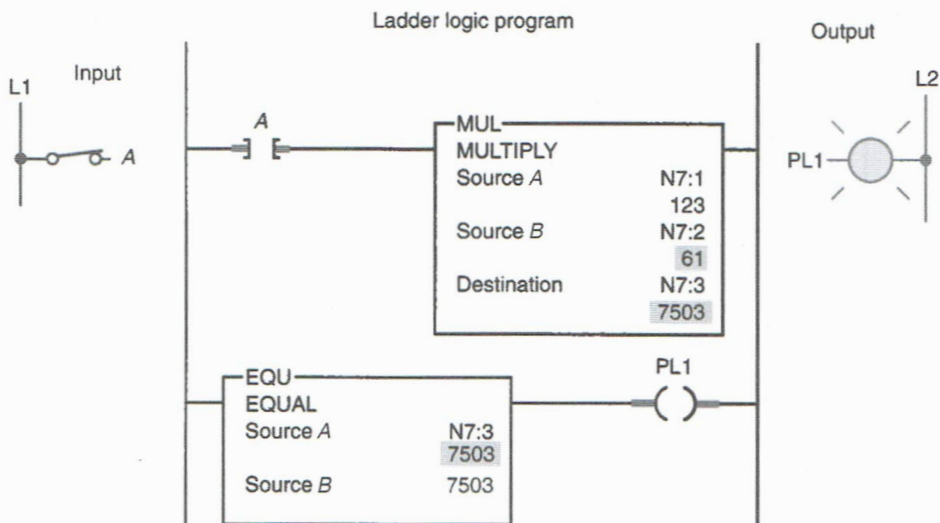 Ladder logic program
Input
Output
L1
L2
A
A
PL1
MUL
MULTIPLY
Source A N7:1
123
Source B N7:2
61
Destination N7:3
7503
PL1
EQU
EQUAL
Source A N7:3
7503
Source B 7503